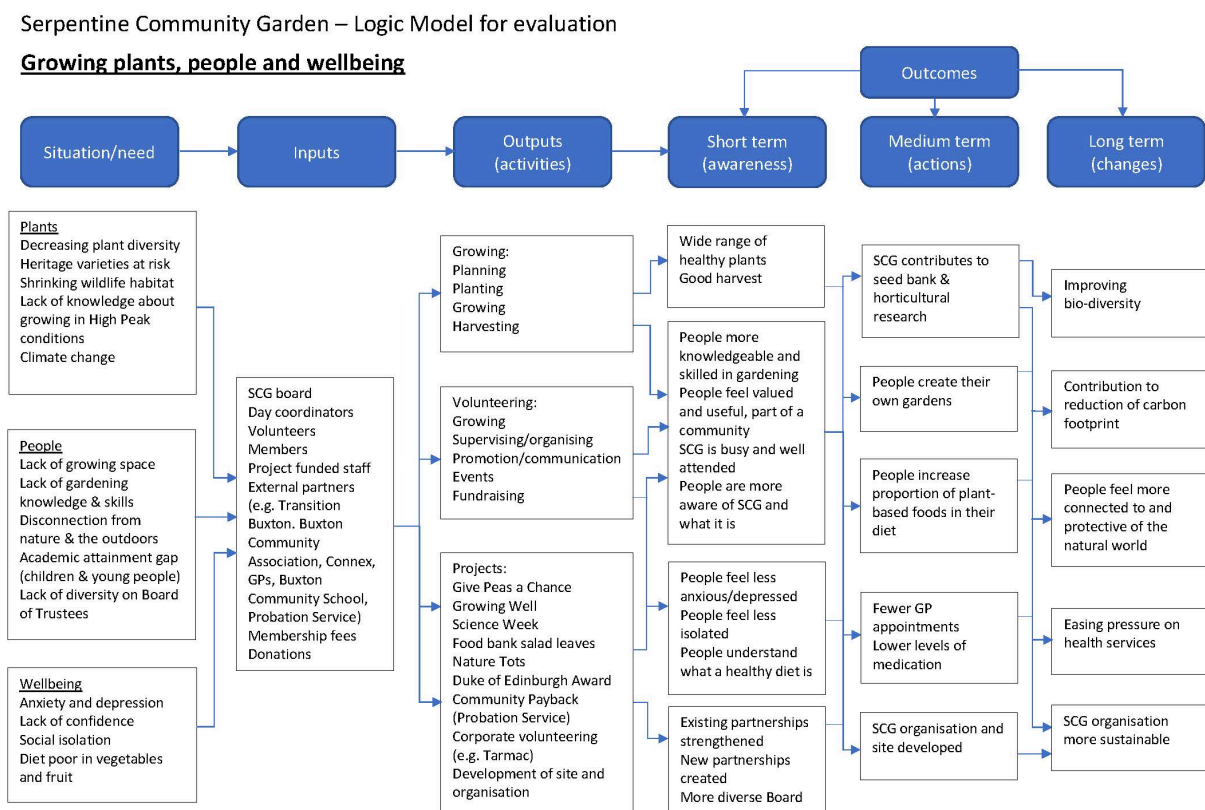 Serpentine Community Garden – Logic Model for evaluation
Growing plants, people and wellbeing
Outcomes
Situation/need
Inputs
Outputs
(activities)
Short term
(awareness)
Medium term
(actions)
Long term
(changes)
Plants
Decreasing plant diversity
Heritage varieties at risk
Shrinking wildlife habitat
Lack of knowledge about
growing in High Peak
conditions
Climate change
People
Lack of growing space
Lack of gardening
knowledge & skills
Disconnection from
nature & the outdoors
Academic attainment gap
(children & young people)
Lack of diversity on Board
of Trustees
Wellbeing
Anxiety and depression
Lack of confidence
Social isolation
Diet poor in vegetables
and fruit
SCG board
Day coordinators
Volunteers
Members
Project funded staff
External partners
(e.g. Transition
Buxton. Buxton
Community
Association, Connex,
GPs, Buxton
Community School,
Probation Service)
Membership fees
Donations
Growing:
Planning
Planting
Growing
Harvesting
Volunteering:
Growing
Supervising/organising
Promotion/communication
Events
Fundraising
Projects:
Give Peas a Chance
Growing Well
Science Week
Food bank salad leaves
Nature Tots
Duke of Edinburgh Award
Community Payback
(Probation Service)
Corporate volunteering
(e.g. Tarmac)
Development of site and
organisation
Wide range of
healthy plants
Good harvest
People more
knowledgeable and
skilled in gardening
People feel valued
and useful, part of a
community
SCG is busy and well
attended
People are more
aware of SCG and
what it is
People feel less
anxious/depressed
People feel less
isolated
People understand
what a healthy diet is
Existing partnerships
strengthened
New partnerships
created
More diverse Board
SCG contributes to
seed bank &
horticultural
research
People create their
own gardens
People increase
proportion of plant-
based foods in their
diet
Fewer GP
appointments
Lower levels of
medication
SCG organisation and
site developed
Improving
bio-diversity
Contribution to
reduction of carbon
footprint
People feel more
connected to and
protective of the
natural world
Easing pressure on
health services
SCG organisation
more sustainable